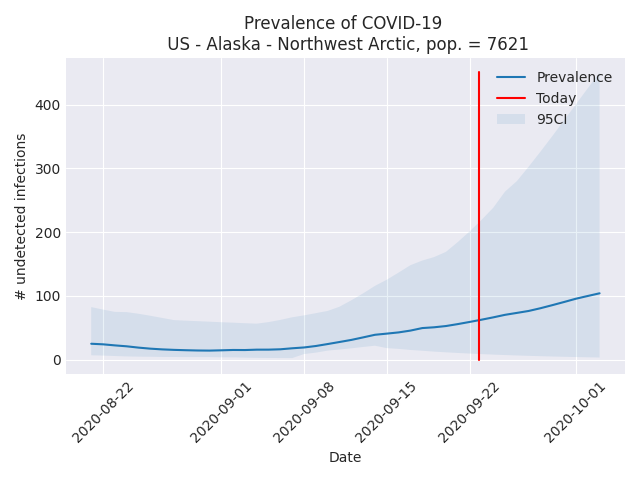 Prevalence of COVID-19
US - Alaska - Northwest Arctic, pop. = 7621
Prevalence
Today
95CI
# undetected infections
400
300
200
100
0
2020-08-22
2020-09-01
2020-09-08
2020-09-15
2020-09-22
2020-10-01
Date